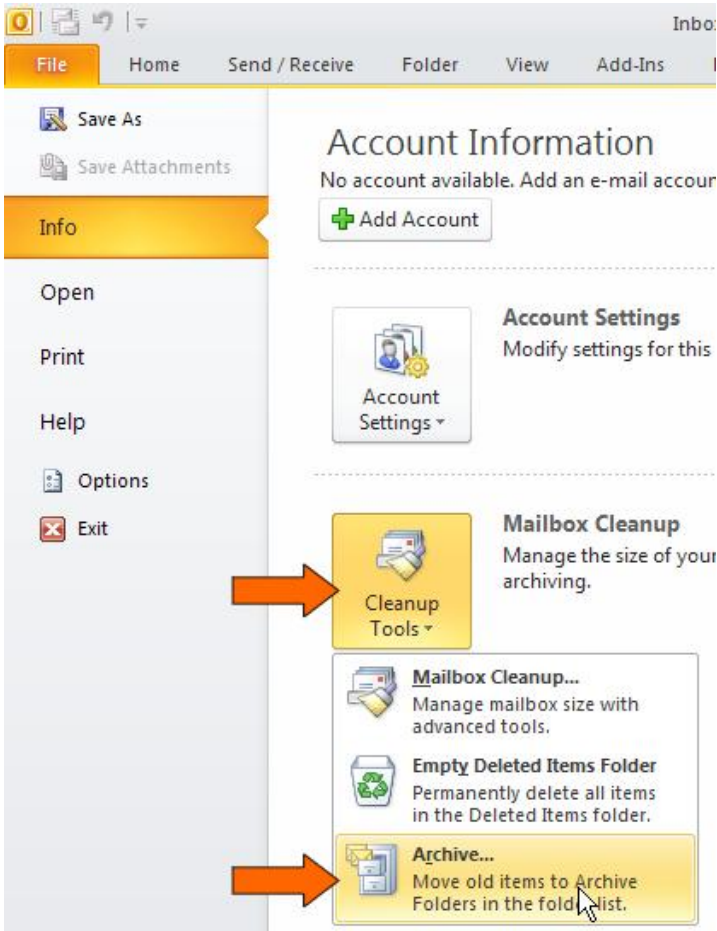 Inbo
File Home Send / Receive Folder View Add-Ins
Save As
Save Attachments
Info
Open
Print
Help
Options
Exit
Account Information
No account available. Add an e-mail accour
Add Account
Account Settings
Modify settings for this
Account
Settings
Mailbox Cleanup
Manage the size of your
archiving.
Cleanup
Tools
Mailbox Cleanup...
Manage mailbox size with
advanced tools.
Empty Deleted Items Folder
Permanently delete all items
in the Deleted Items folder.
Archive...
Move old items to Archive
Folders in the folder list.